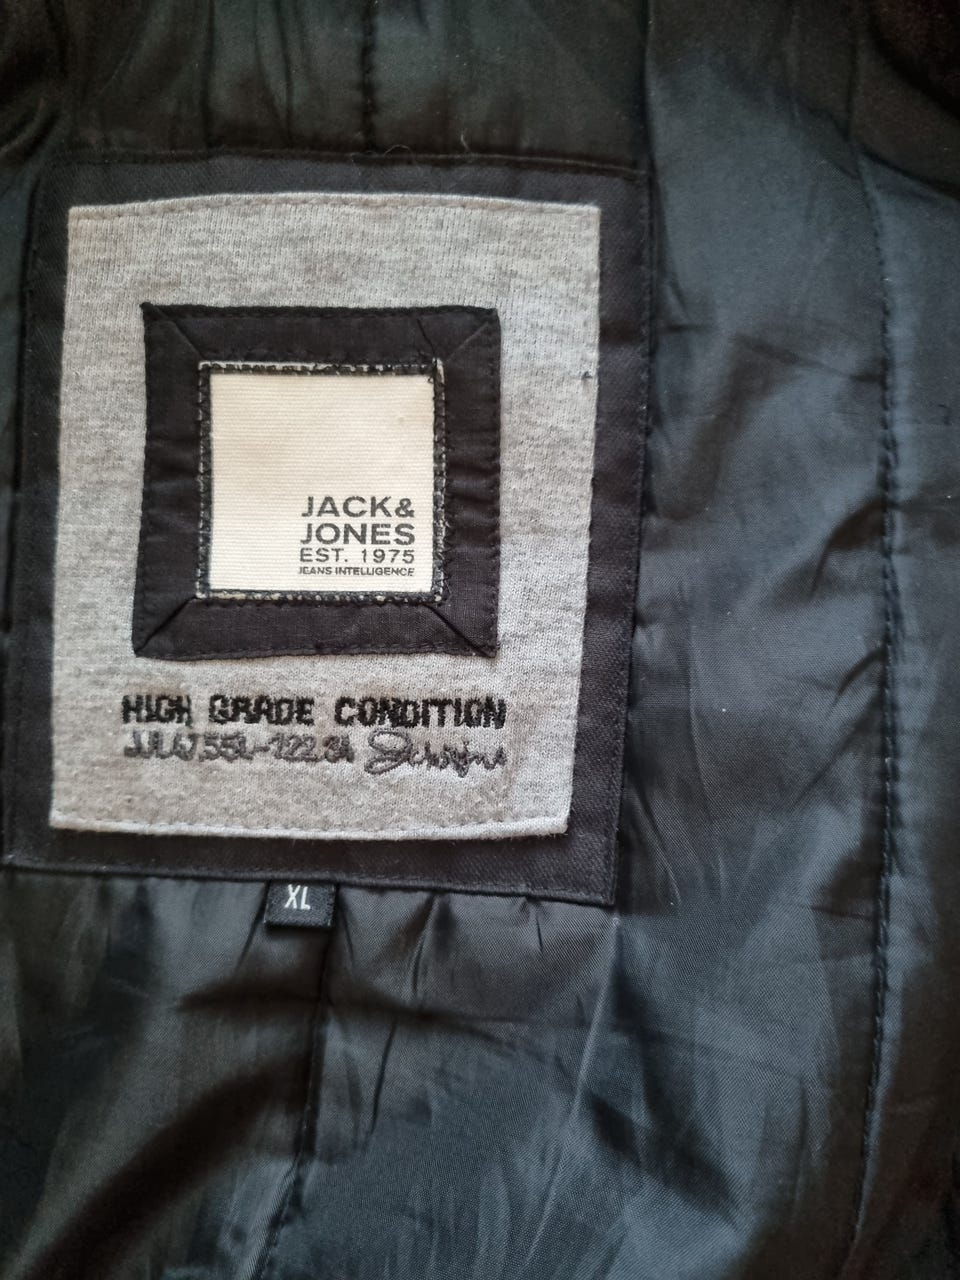 JACK&
JONES
EST. 1975
JEANS INTELLIGENCE
HIGH GRADE CONDITION
XL